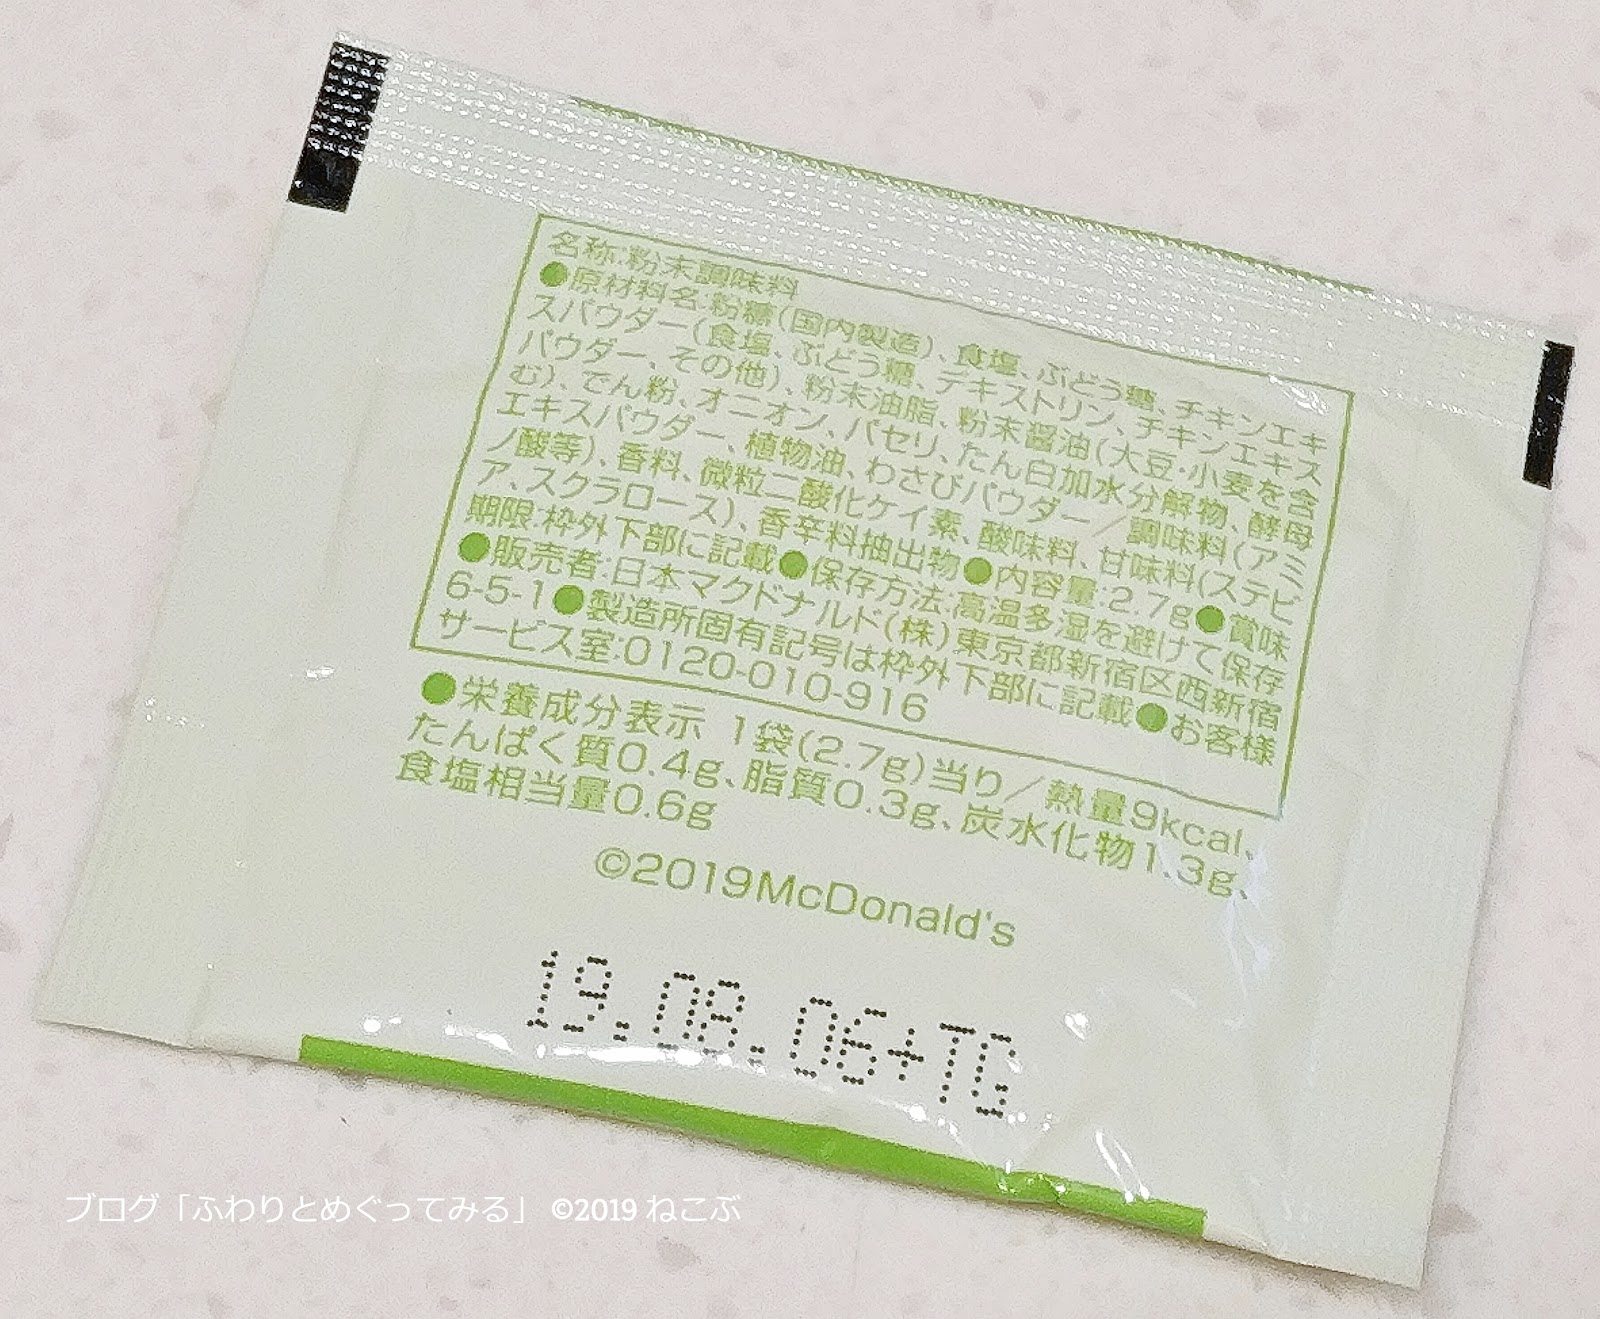 名称:粉末調味料
●原材料名:粉糖(国内製造)、食塩、ぶどう糖、チキンエキ
スパウダー(食塩、ぶどう糖、デキストリン、チキンエキス
パウダー、その他)、粉末油脂、粉末醤油(大豆・小麦を含
む)、でん粉、オニオン、パセリ、たん白加水分解物、酵母
エキスパウダー、植物油、わさびパウダー/調味料(アミ
ノ酸等)、香料、微粒二酸化ケイ素、酸味料、甘味料(ステビ
ア、スクラロース)、香辛料抽出物●内容量:2.7g●賞味
期限:枠外下部に記載●保存方法:高温多湿を避けて保存
●販売者:日本マクドナルド(株)東京都新宿区西新宿
6-5-1●製造所固有記号は枠外下部に記載●お客様
サービス室:0120-010-916
●栄養成分表示 1袋(2.7g)当り/熱量9kcal、
たんぱく質0.4g、脂質0.3g、炭水化物1.3g、
食塩相当量0.6g
©2019McDonald's
19.08.06+TG
ブログ「ふわりとめぐってみる」 ©2019 ねこぶ